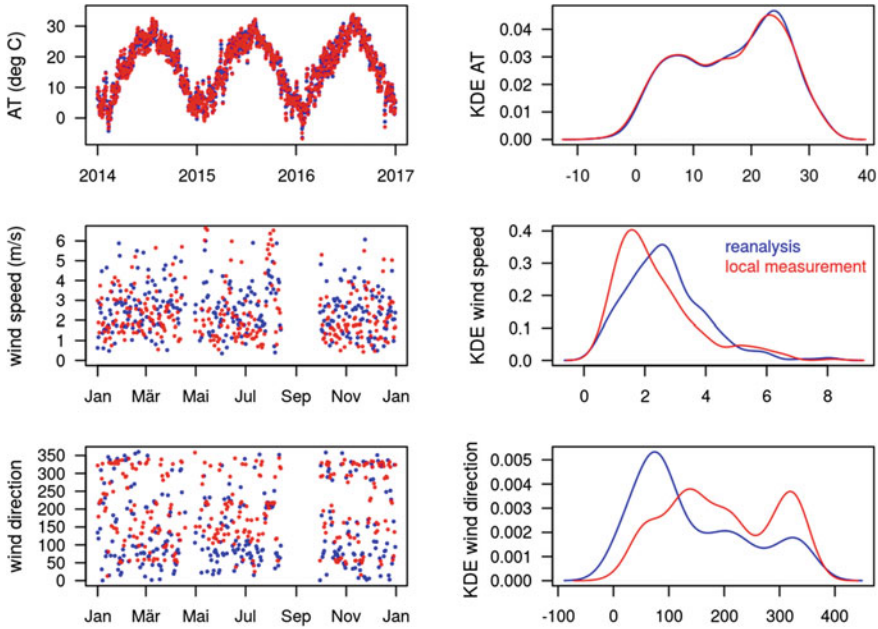 AT (deg C)
30
20
10
0
2014 2015 2016 2017
KDE AT
0.04
0.03
0.02
0.01
0.00
-10 0 10 20 30 40
wind speed (m/s)
6
5
4
3
2
1
0
Jan Mär Mai Jul Sep Nov Jan
KDE wind speed
0.4
0.3
0.2
0.1
0.0
reanalysis
local measurement
0 2 4 6 8
wind direction
350
300
250
200
150
100
50
0
Jan Mär Mai Jul Sep Nov Jan
KDE wind direction
0.005
0.004
0.003
0.002
0.001
0.000
-100 0 100 200 300 400